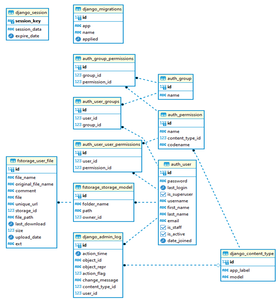 django_session
session_key
session_data
expire_date
django_migrations
id
app
name
applied
auth_group_permissions
id
group_id
permission_id
auth_group
id
name
auth_user_groups
id
user_id
group_id
auth_permission
id
name
content_type_id
codename
auth_user_user_permissions
id
user_id
permission_id
auth_user
id
password
last_login
is_superuser
username
first_name
last_name
email
is_staff
is_active
date_joined
fstorage_user_file
id
file_name
original_file_name
comment
file
unique_url
storage_id
file_path
last_download
size
upload_date
ext
fstorage_storage_model
id
folder_name
path
owner_id
django_admin_log
id
action_time
object_id
object_repr
action_flag
change_message
content_type_id
user_id
django_content_type
id
app_label
model